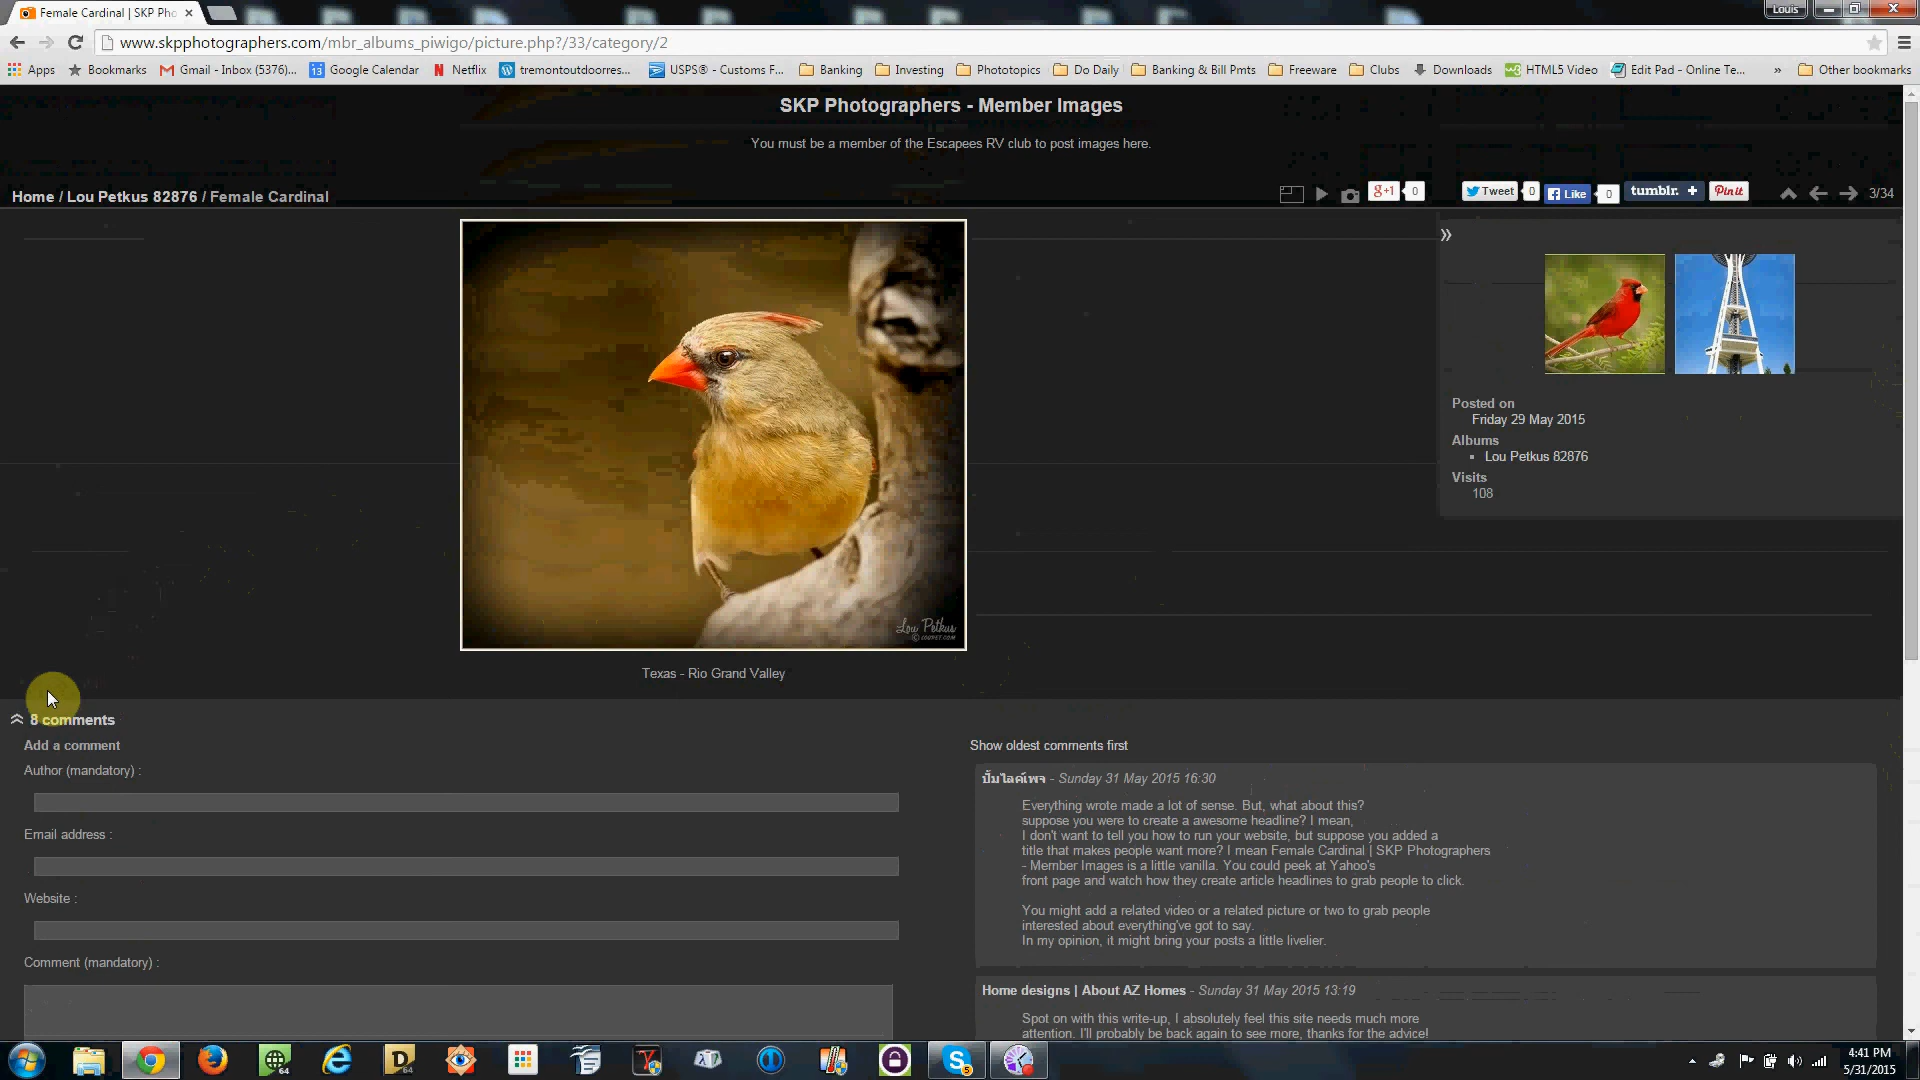 Female Cardinal | SKP Pho
Louis
www.skpphotographers.com/mbr_albums_piwigo/picture.php?/33/category/2
Apps Bookmarks Gmail - Inbox (5376)... 13 Google Calendar Netflix tremontoutdoorres... USPS® - Customs F... Banking Investing Phototopics Do Daily Banking & Bill Pmts Freeware Clubs Downloads HTML5 Video Edit Pad - Online Te... » Other bookmarks
SKP Photographers - Member Images
You must be a member of the Escapees RV club to post images here.
Home / Lou Petkus 82876 / Female Cardinal
g+1 0 Tweet 0 Like 0 tumblr. + Pin it 3/34
»
Posted on
Friday 29 May 2015
Albums
Lou Petkus 82876
Visits
108
Lou Petkus
© LOUPET.COM
Texas - Rio Grand Valley
8 comments
Add a comment
Author (mandatory) :
Email address :
Website :
Comment (mandatory) :
Show oldest comments first
ปั้มไลค์เพจ - Sunday 31 May 2015 16:30
Everything wrote made a lot of sense. But, what about this?
suppose you were to create a awesome headline? I mean,
I don't want to tell you how to run your website, but suppose you added a
title that makes people want more? I mean Female Cardinal | SKP Photographers
- Member Images is a little vanilla. You could peek at Yahoo's
front page and watch how they create article headlines to grab people to click.
You might add a related video or a related picture or two to grab people
interested about everything've got to say.
In my opinion, it might bring your posts a little livelier.
Home designs | About AZ Homes - Sunday 31 May 2015 13:19
Spot on with this write-up, I absolutely feel this site needs much more
attention. I'll probably be back again to see more, thanks for the advice!
64
64
5
4:41 PM
5/31/2015